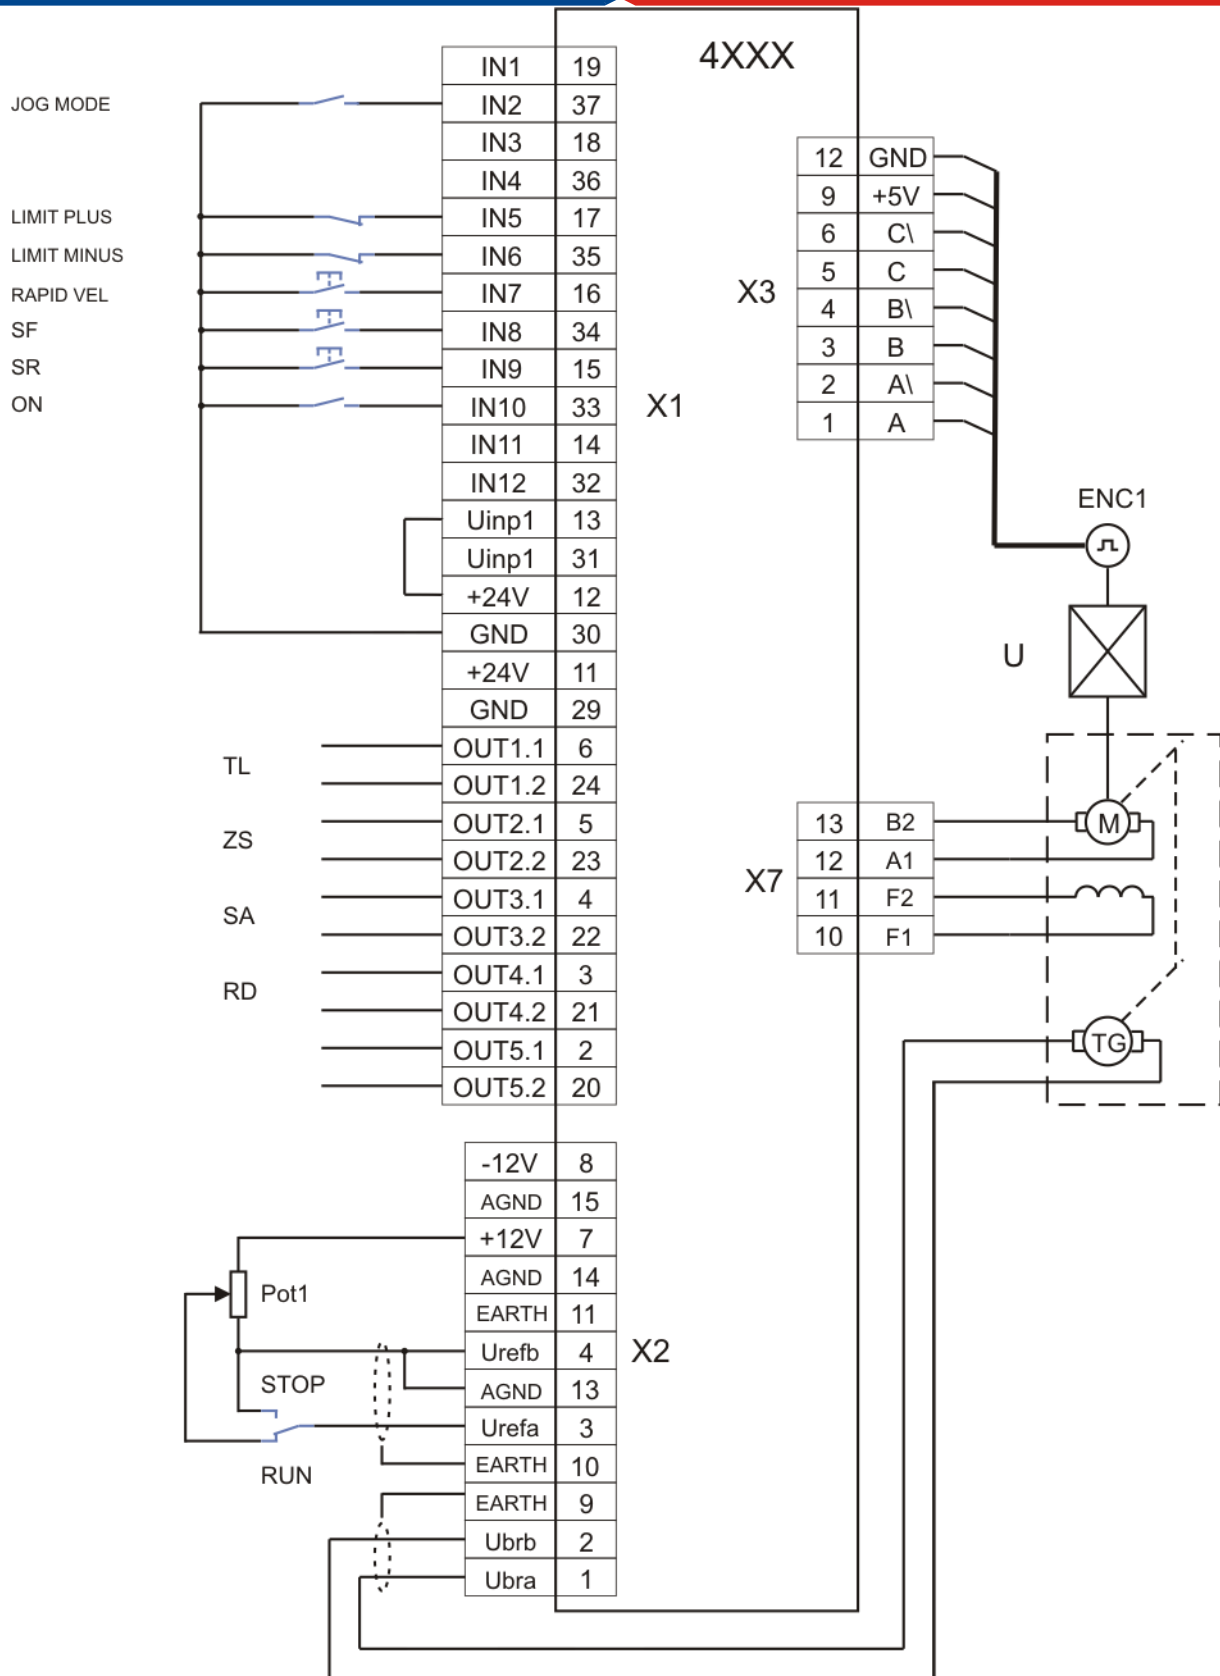 4XXX
JOG MODE
LIMIT PLUS
LIMIT MINUS
RAPID VEL
SF
SR
ON
IN1 19
IN2 37
IN3 18
IN4 36
IN5 17
IN6 35
IN7 16
IN8 34
IN9 15
IN10 33
IN11 14
IN12 32
Uinp1 13
Uinp1 31
+24V 12
GND 30
+24V 11
GND 29
OUT1.1 6
OUT1.2 24
OUT2.1 5
OUT2.2 23
OUT3.1 4
OUT3.2 22
OUT4.1 3
OUT4.2 21
OUT5.1 2
OUT5.2 20
X1
TL
ZS
SA
RD
X3
12 GND
9 +5V
6 C\
5 C
4 B\
3 B
2 A\
1 A
ENC1
U
X7
13 B2
12 A1
11 F2
10 F1
M
TG
-12V 8
AGND 15
+12V 7
AGND 14
EARTH 11
Urefb 4
AGND 13
Urefa 3
EARTH 10
EARTH 9
Ubrb 2
Ubra 1
X2
Pot1
STOP
RUN